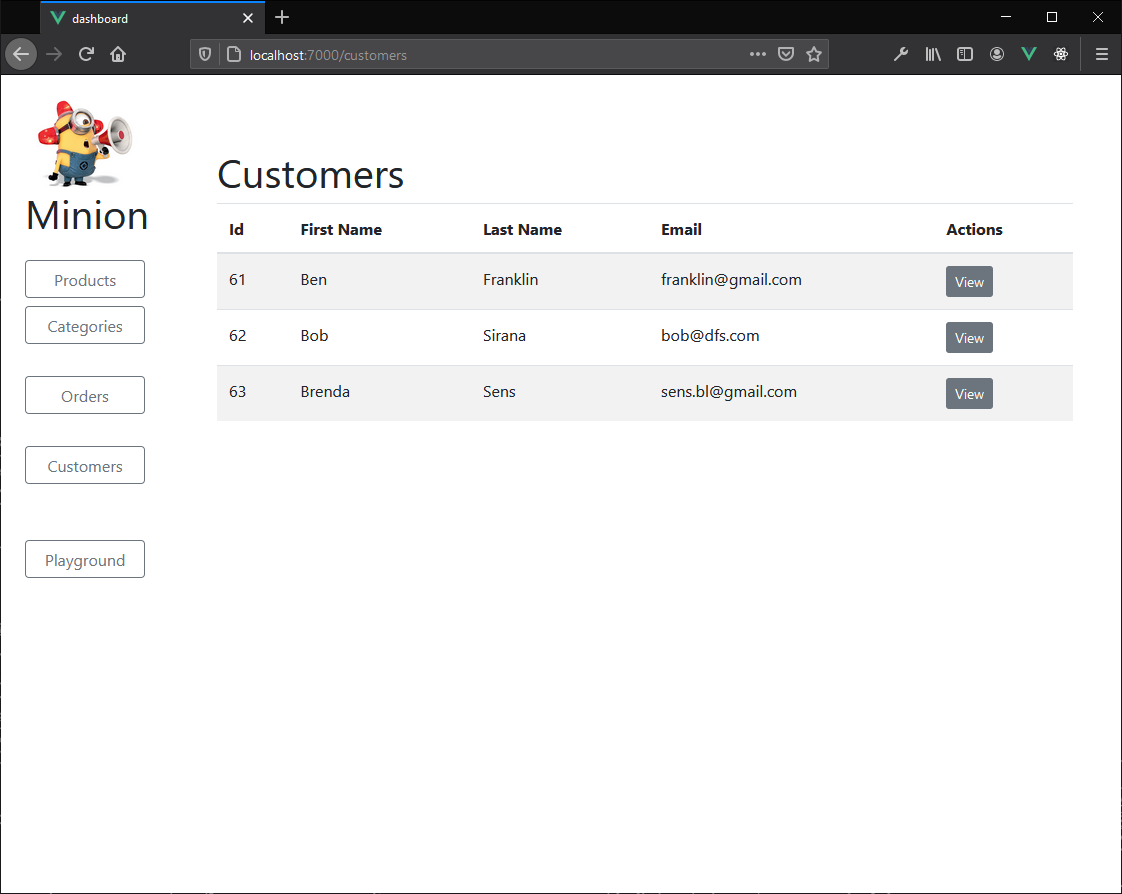 dashboard
localhost:7000/customers
Minion
Products
Categories
Orders
Customers
Playground
Customers
Id First Name Last Name Email Actions
61 Ben Franklin franklin@gmail.com View
62 Bob Sirana bob@dfs.com View
63 Brenda Sens sens.bl@gmail.com View